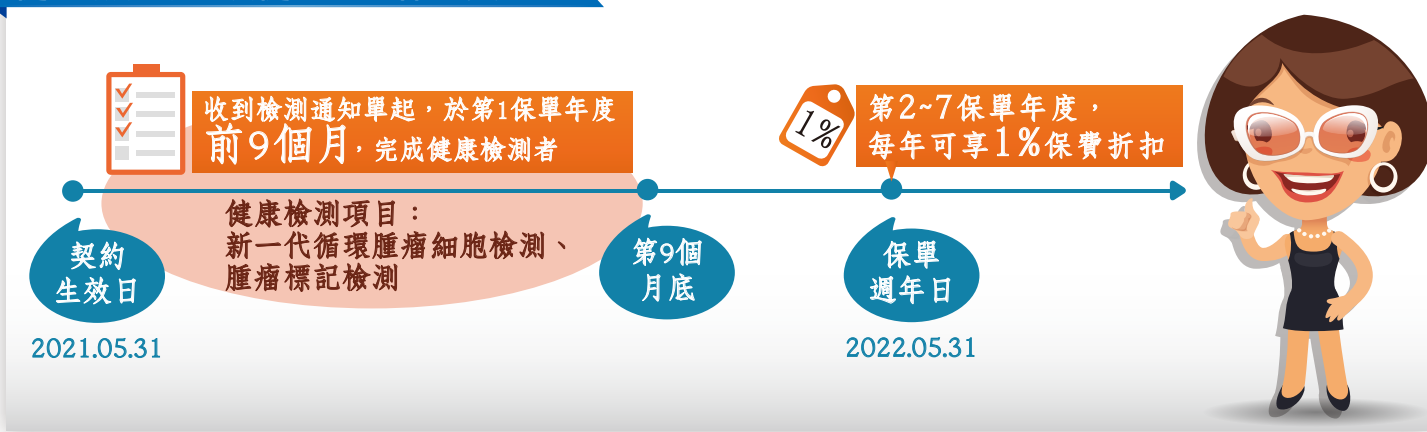 收到檢測通知單起，於第1保單年度
前9個月，完成健康檢測者
1%
第2~7保單年度，
每年可享1%保費折扣
健康檢測項目：
新一代循環腫瘤細胞檢測、
腫瘤標記檢測
契約
生效日
第9個
月底
保單
週年日
2021.05.31
2022.05.31